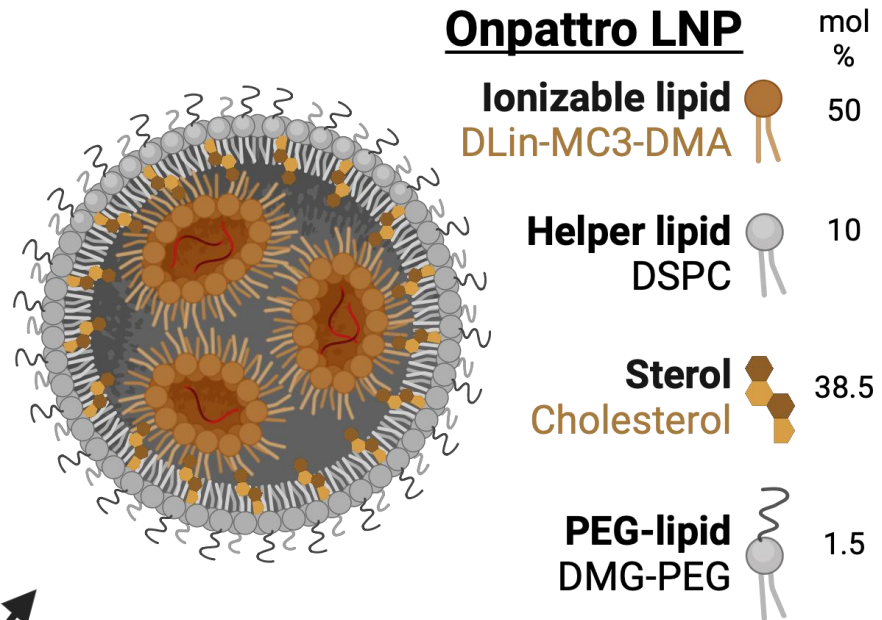 Onpattro LNP
mol
%
Ionizable lipid
DLin-MC3-DMA
50
Helper lipid
DSPC
10
Sterol
Cholesterol
38.5
PEG-lipid
DMG-PEG
1.5